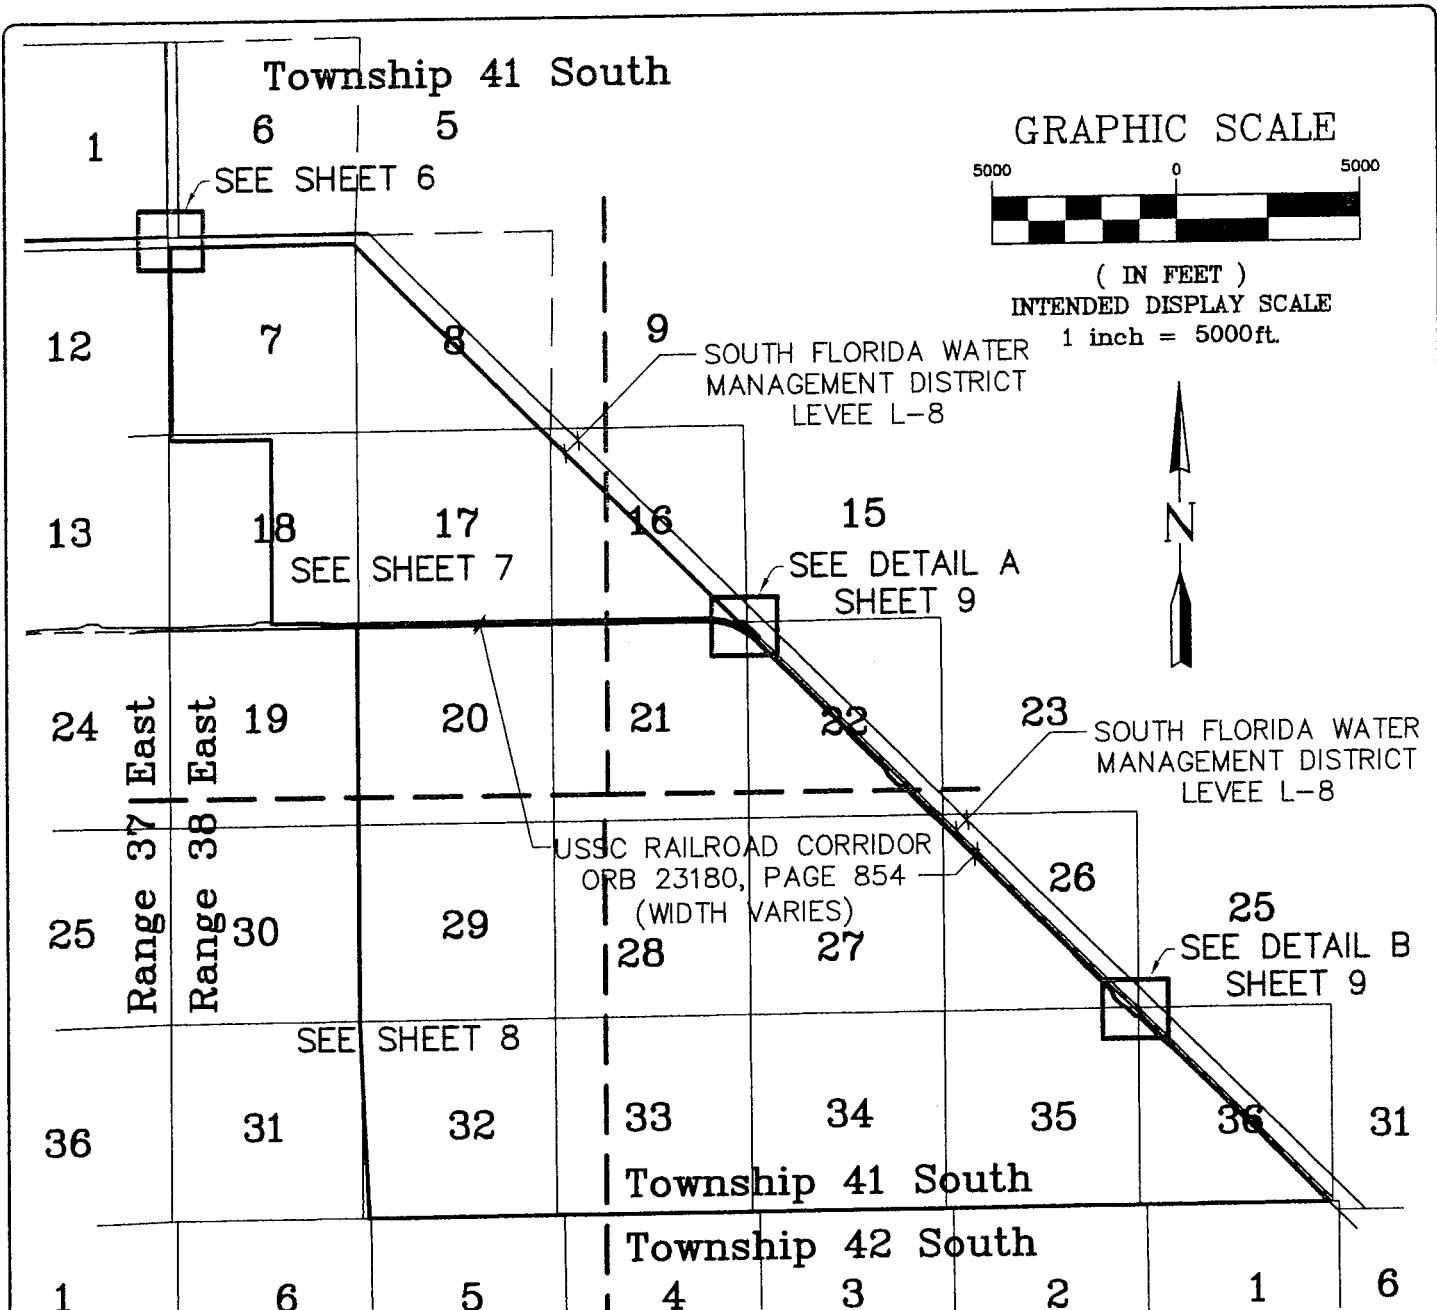 Township 41 South
1
6
5
SEE SHEET 6
GRAPHIC SCALE
5000
0
5000
( IN FEET )
INTENDED DISPLAY SCALE
1 inch = 5000ft.
12
7
8
9
SOUTH FLORIDA WATER
MANAGEMENT DISTRICT
LEVEE L-8
N
13
18
17
16
15
SEE SHEET 7
SEE DETAIL A
SHEET 9
24
19
20
21
22
23
SOUTH FLORIDA WATER
MANAGEMENT DISTRICT
LEVEE L-8
Range 37 East
Range 38 East
USSC RAILROAD CORRIDOR
ORB 23180, PAGE 854
(WIDTH VARIES)
25
30
29
28
27
26
25
SEE DETAIL B
SHEET 9
SEE SHEET 8
36
31
32
33
34
35
36
31
Township 41 South
Township 42 South
1
6
5
4
3
2
1
6